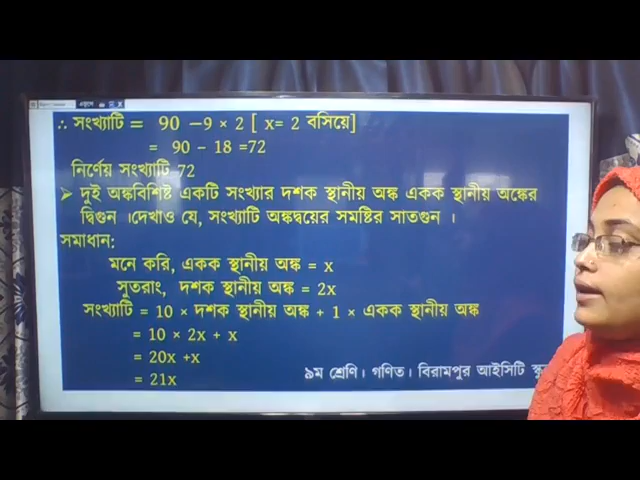 ∴ সংখ্যাটি = 90 −9 × 2 [ x= 2 বসিয়ে]
= 90 − 18 =72
নির্ণেয় সংখ্যাটি 72
➢ দুই অঙ্কবিশিষ্ট একটি সংখ্যার দশক স্থানীয় অঙ্ক একক স্থানীয় অঙ্কের
দ্বিগুন ।দেখাও যে, সংখ্যাটি অঙ্কদ্বয়ের সমষ্টির সাতগুন ।
সমাধান:
মনে করি, একক স্থানীয় অঙ্ক = x
সুতরাং, দশক স্থানীয় অঙ্ক = 2x
সংখ্যাটি = 10 × দশক স্থানীয় অঙ্ক + 1 × একক স্থানীয় অঙ্ক
= 10 × 2x + x
= 20x +x
= 21x
৯ম শ্রেণি। গণিত। বিরামপুর আইসিটি